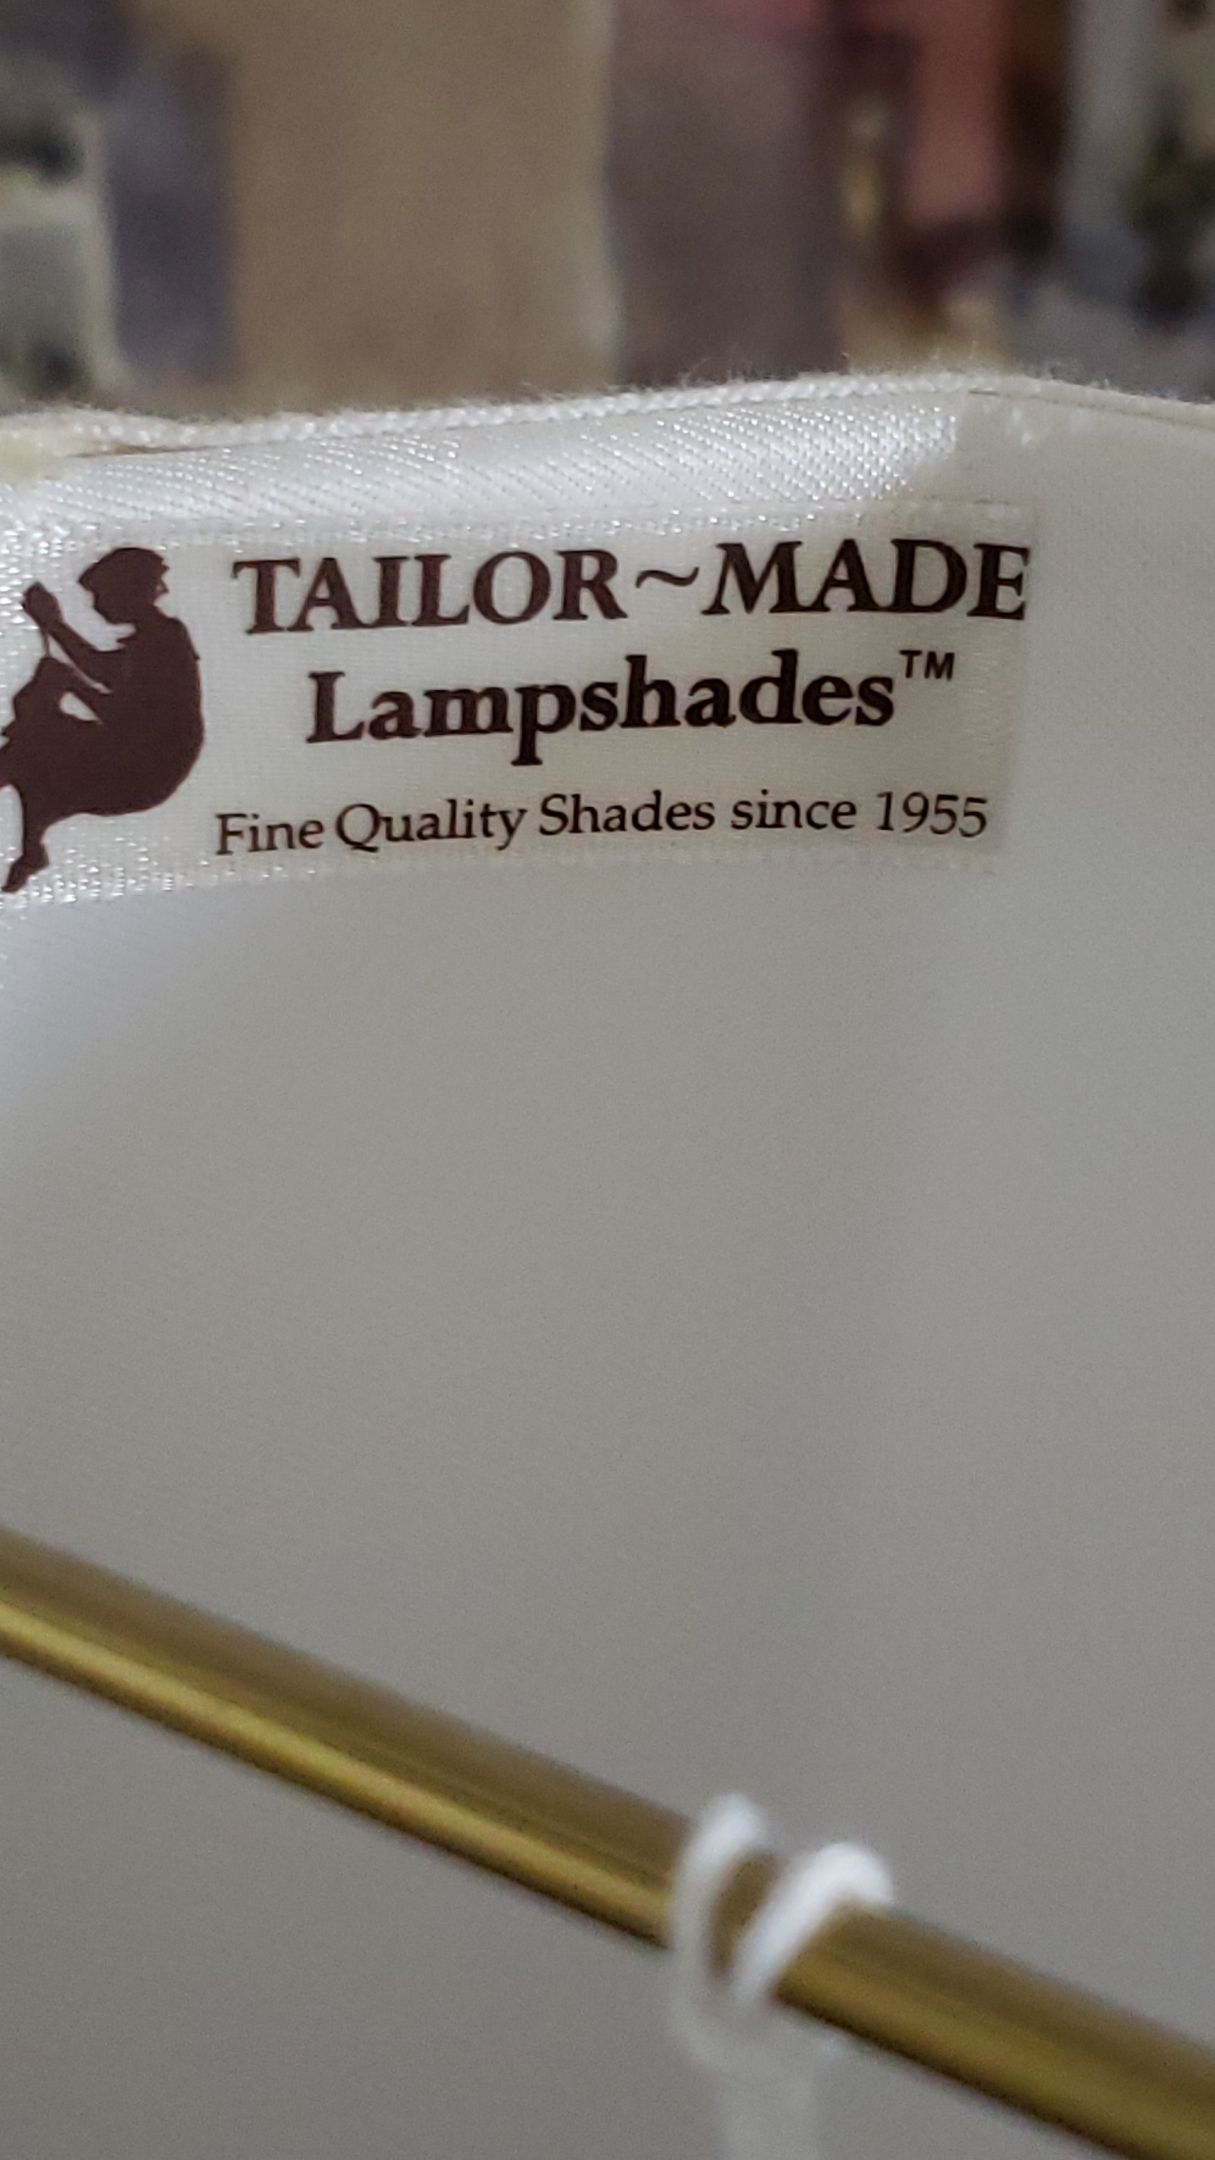 TAILOR~MADE
Lampshades™
Fine Quality Shades since 1955